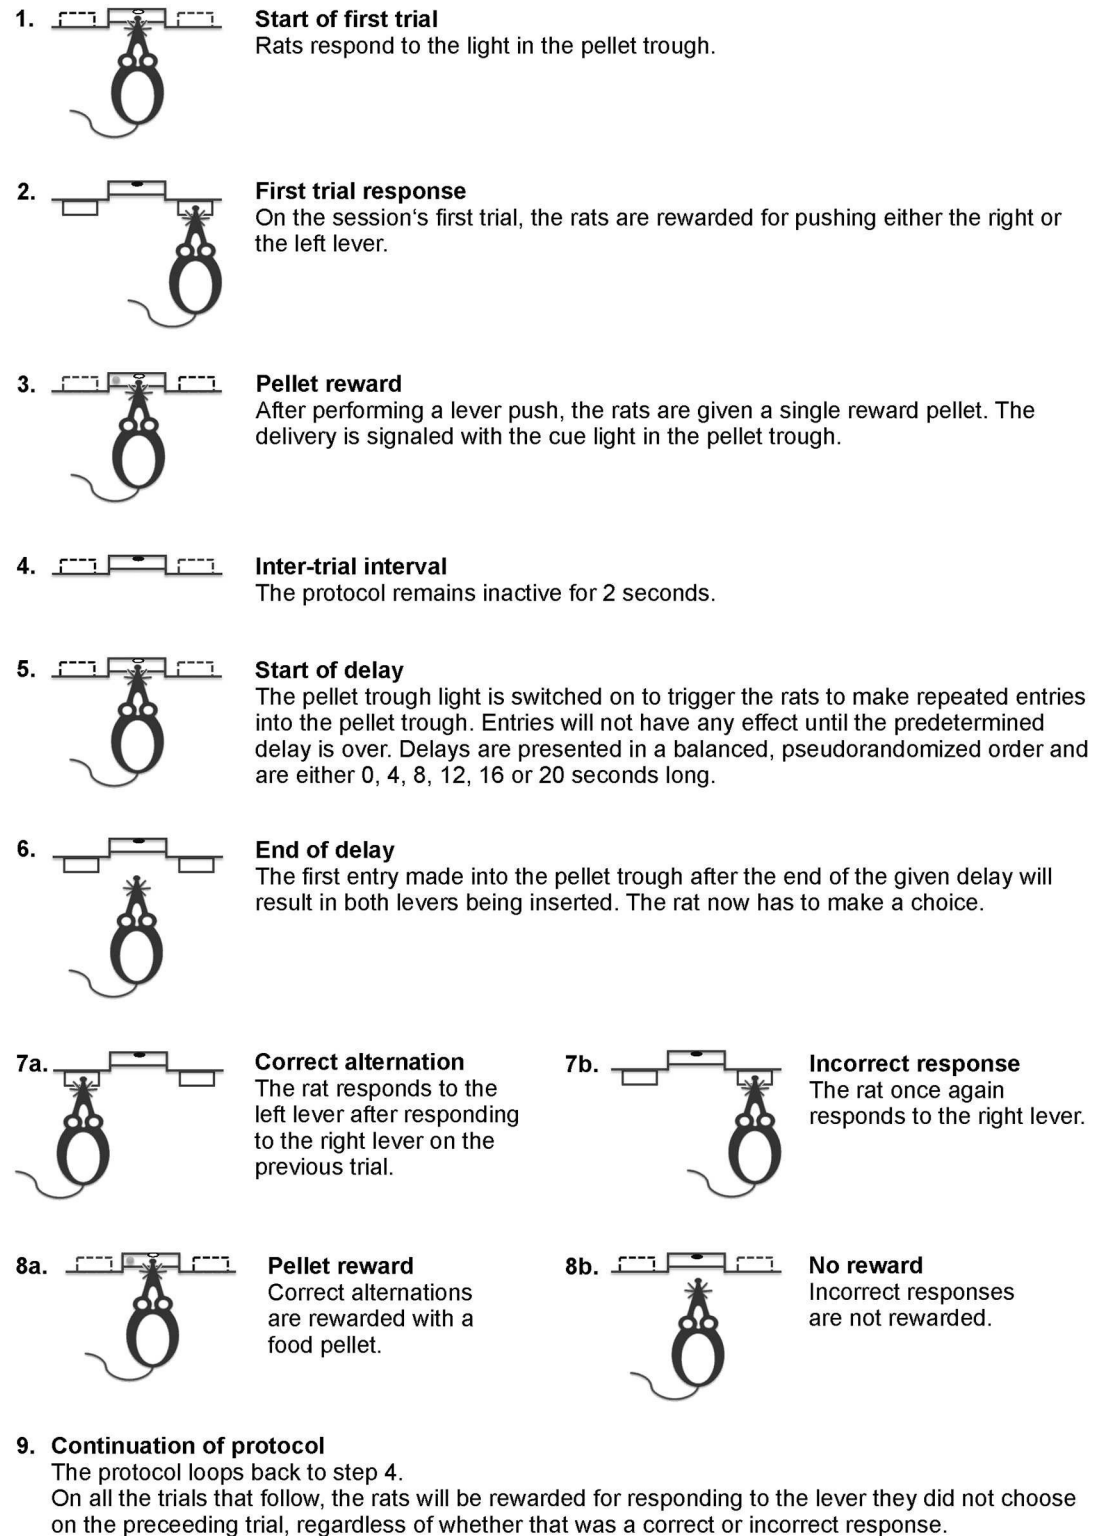 1. Start of first trial
Rats respond to the light in the pellet trough.
2. First trial response
On the session's first trial, the rats are rewarded for pushing either the right or
the left lever.
3. Pellet reward
After performing a lever push, the rats are given a single reward pellet. The
delivery is signaled with the cue light in the pellet trough.
4. Inter-trial interval
The protocol remains inactive for 2 seconds.
5. Start of delay
The pellet trough light is switched on to trigger the rats to make repeated entries
into the pellet trough. Entries will not have any effect until the predetermined
delay is over. Delays are presented in a balanced, pseudorandomized order and
are either 0, 4, 8, 12, 16 or 20 seconds long.
6. End of delay
The first entry made into the pellet trough after the end of the given delay will
result in both levers being inserted. The rat now has to make a choice.
7a. Correct alternation
The rat responds to the
left lever after responding
to the right lever on the
previous trial.
7b. Incorrect response
The rat once again
responds to the right lever.
8a. Pellet reward
Correct alternations
are rewarded with a
food pellet.
8b. No reward
Incorrect responses
are not rewarded.
9. Continuation of protocol
The protocol loops back to step 4.
On all the trials that follow, the rats will be rewarded for responding to the lever they did not choose
on the preceeding trial, regardless of whether that was a correct or incorrect response.